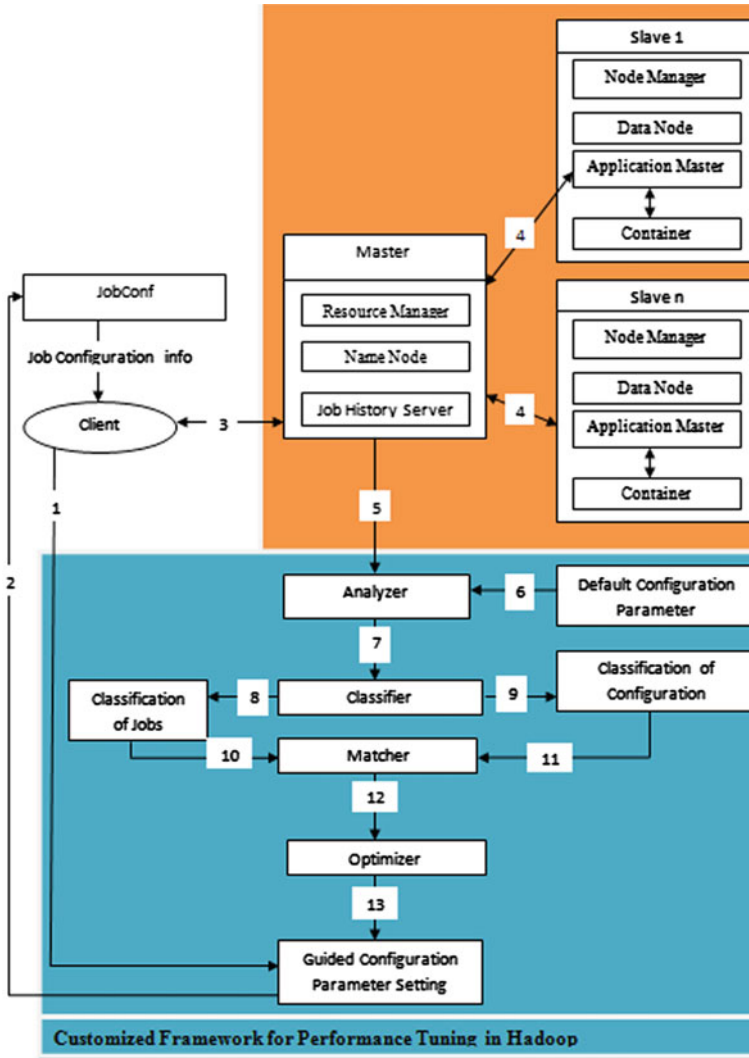 Slave 1
Node Manager
Data Node
Application Master
Container
4
Master
Resource Manager
Name Node
Job History Server
JobConf
Job Configuration info
Client
3
Slave n
Node Manager
Data Node
Application Master
Container
4
1
5
2
Analyzer
6
Default Configuration
Parameter
7
Classification
of Jobs
8
Classifier
9
Classification of
Configuration
10
Matcher
11
12
Optimizer
13
Guided Configuration
Parameter Setting
Customized Framework for Performance Tuning in Hadoop